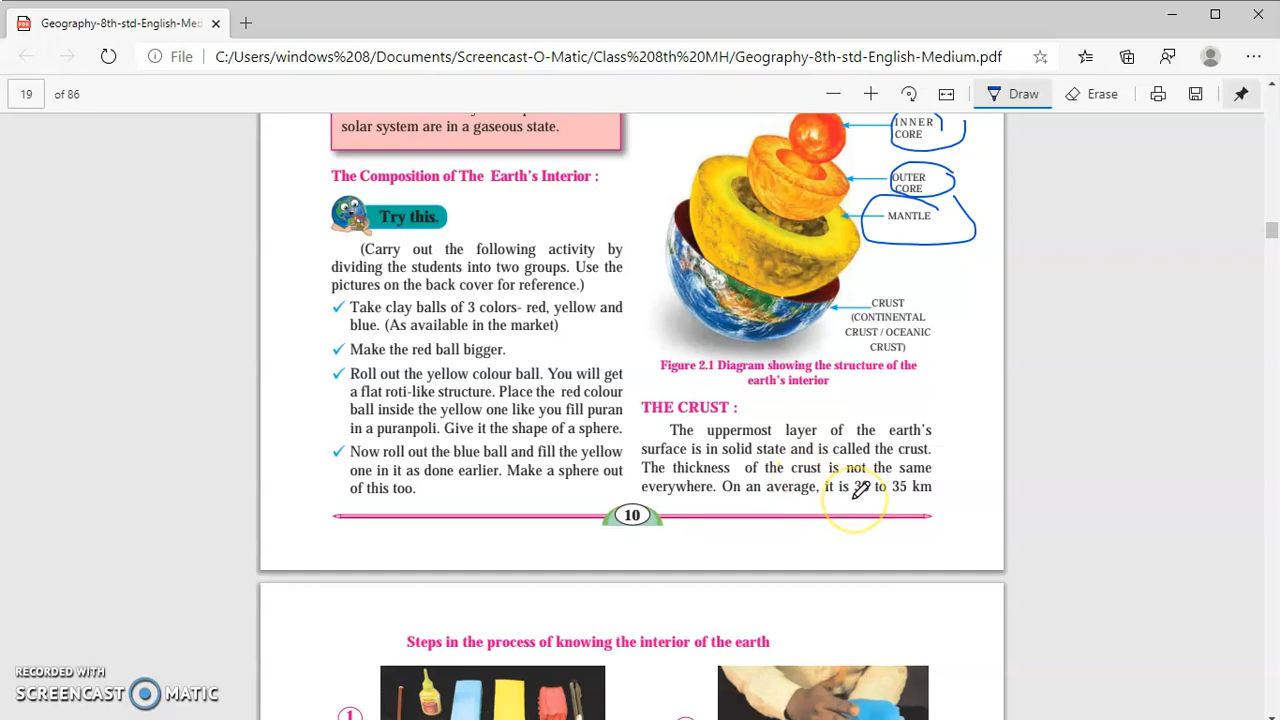 Geography-8th-std-English-Med
File
C:/Users/windows%208/Documents/Screencast-O-Matic/Class%208th%20MH/Geography-8th-std-English-Medium.pdf
19 of 86
Draw
Erase
solar system are in a gaseous state.
The Composition of The Earth's Interior :
Try this.
(Carry out the following activity by
dividing the students into two groups. Use the
pictures on the back cover for reference.)
✓ Take clay balls of 3 colors- red, yellow and
blue. (As available in the market)
✓ Make the red ball bigger.
✓ Roll out the yellow colour ball. You will get
a flat roti-like structure. Place the red colour
ball inside the yellow one like you fill puran
in a puranpoli. Give it the shape of a sphere.
✓ Now roll out the blue ball and fill the yellow
one in it as done earlier. Make a sphere out
of this too.
INNER
CORE
OUTER
CORE
MANTLE
CRUST
(CONTINENTAL
CRUST / OCEANIC
CRUST)
Figure 2.1 Diagram showing the structure of the
earth's interior
THE CRUST :
The uppermost layer of the earth's
surface is in solid state and is called the crust.
The thickness of the crust is not the same
everywhere. On an average, it is to 35 km
10
Steps in the process of knowing the interior of the earth
1
RECORDED WITH
SCREENCAST MATIC